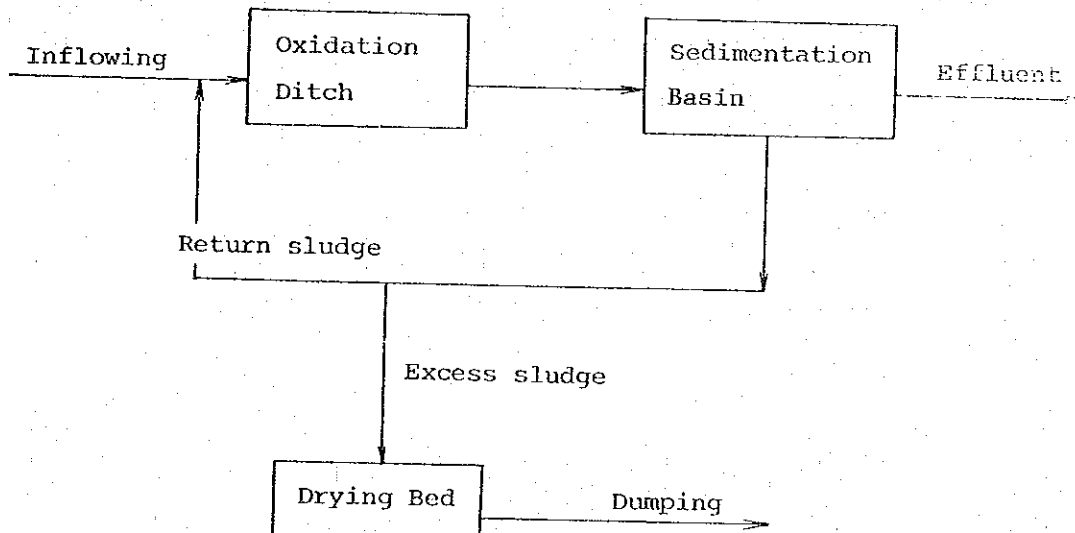 Inflowing
Oxidation
Ditch
Sedimentation
Basin
Effluent
Return sludge
Excess sludge
Drying Bed
Dumping